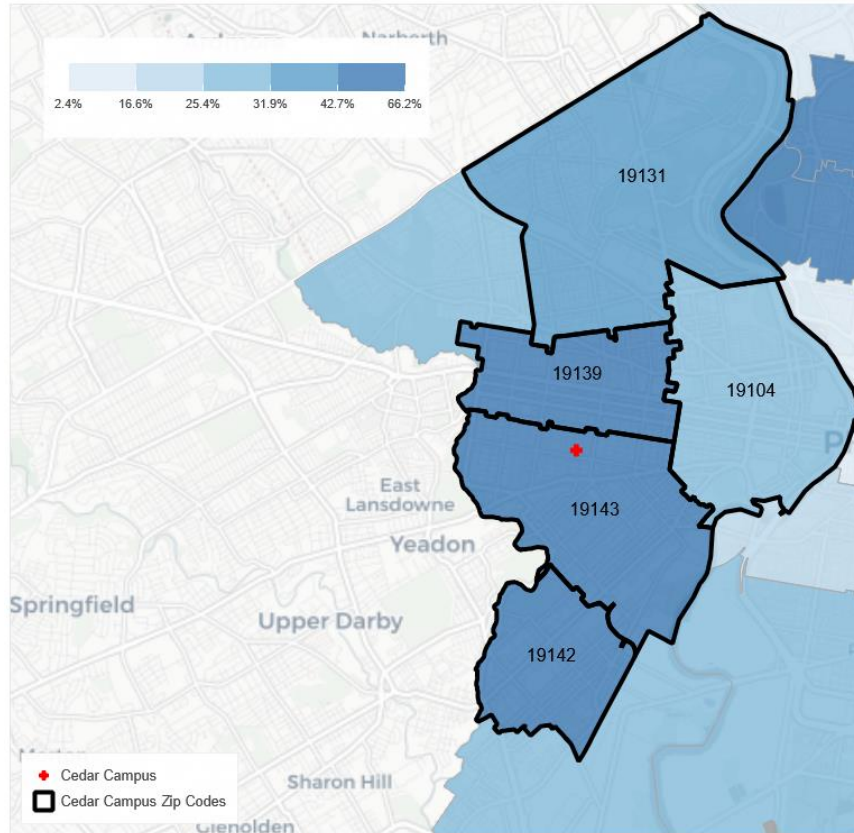 Narberth
2.4% 16.6% 25.4% 31.9% 42.7% 66.2%
19131
19139
19104
East
Lansdowne
19143
Yeadon
Springfield
Upper Darby
19142
Cedar Campus
Sharon Hill
Cedar Campus Zip Codes
Glenolden